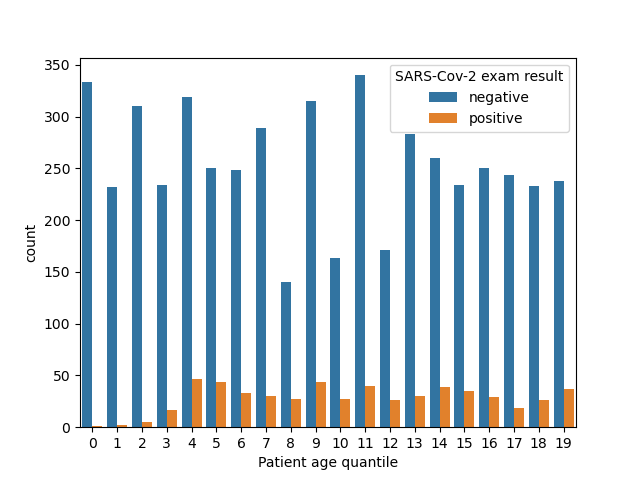 350
300
250
200
150
100
50
0
count
SARS-Cov-2 exam result
negative
positive
0 1 2 3 4 5 6 7 8 9 10 11 12 13 14 15 16 17 18 19
Patient age quantile